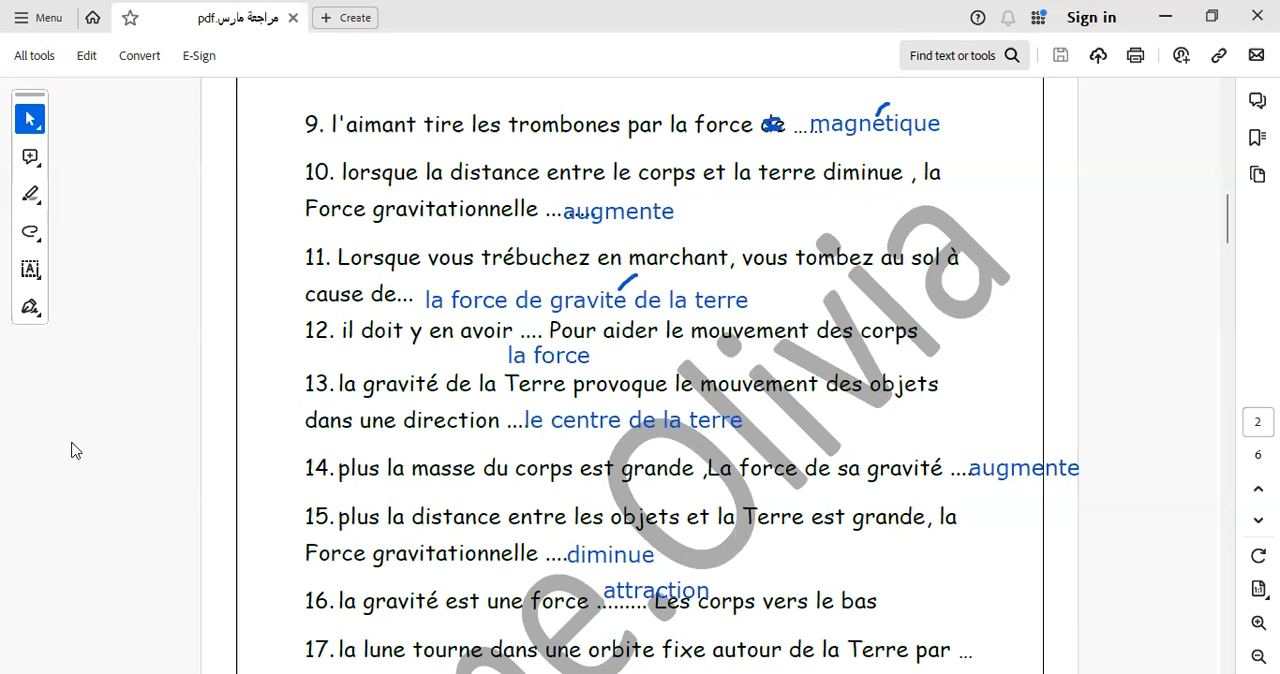 Menu
مراجعة مارس.pdf
Create
Sign in
All tools
Edit
Convert
E-Sign
Find text or tools
9. l'aimant tire les trombones par la force de ...... magnétique
10. lorsque la distance entre le corps et la terre diminue , la
Force gravitationnelle ........ augmente
11. Lorsque vous trébuchez en marchant, vous tombez au sol à
cause de... la force de gravité de la terre
12. il doit y en avoir .... Pour aider le mouvement des corps
la force
13. la gravité de la Terre provoque le mouvement des objets
dans une direction .... le centre de la terre
14. plus la masse du corps est grande ,La force de sa gravité .... augmente
15. plus la distance entre les objets et la Terre est grande, la
Force gravitationnelle .... diminue
attraction
16. la gravité est une force ......... Les corps vers le bas
17. la lune tourne dans une orbite fixe autour de la Terre par ...
2
6
Olivia